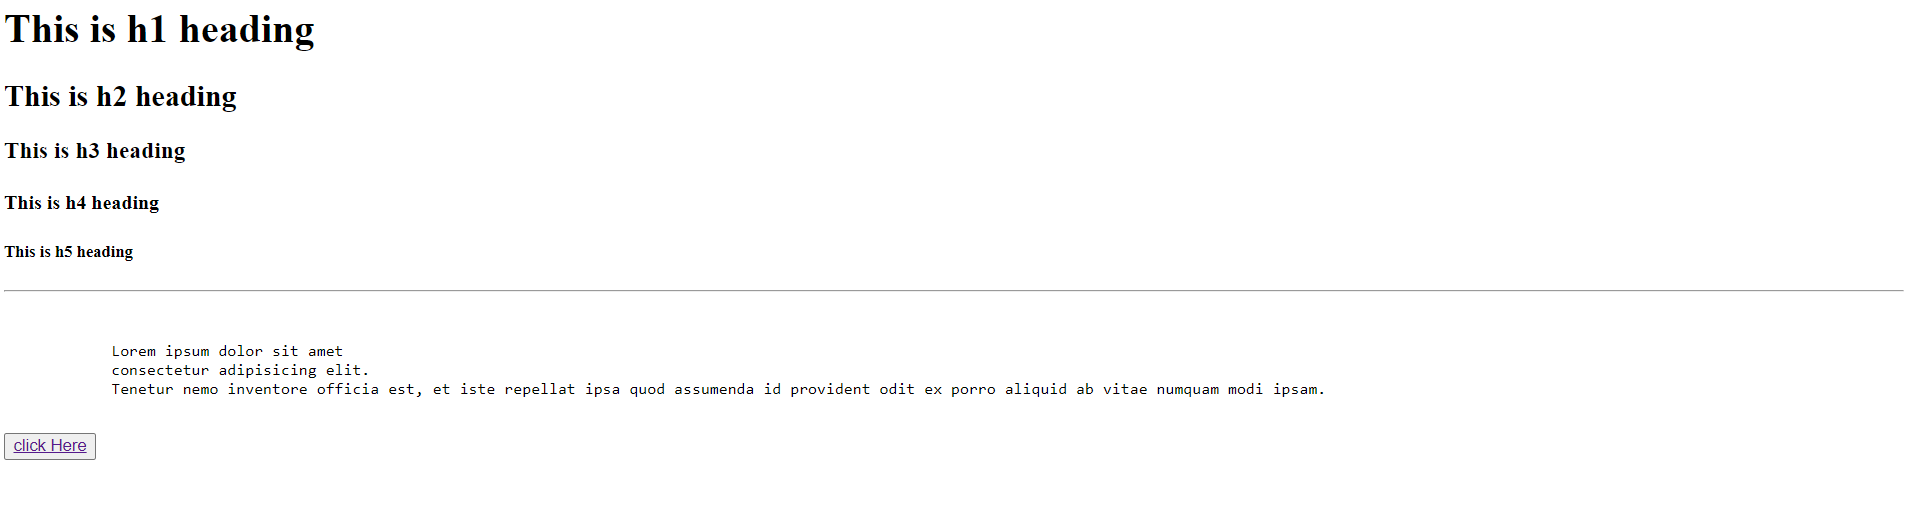 This is h1 heading
This is h2 heading
This is h3 heading
This is h4 heading
This is h5 heading
Lorem ipsum dolor sit amet
consectetur adipisicing elit.
Tenetur nemo inventore officia est, et iste repellat ipsa quod assumenda id provident odit ex porro aliquid ab vitae numquam modi ipsam.
click Here